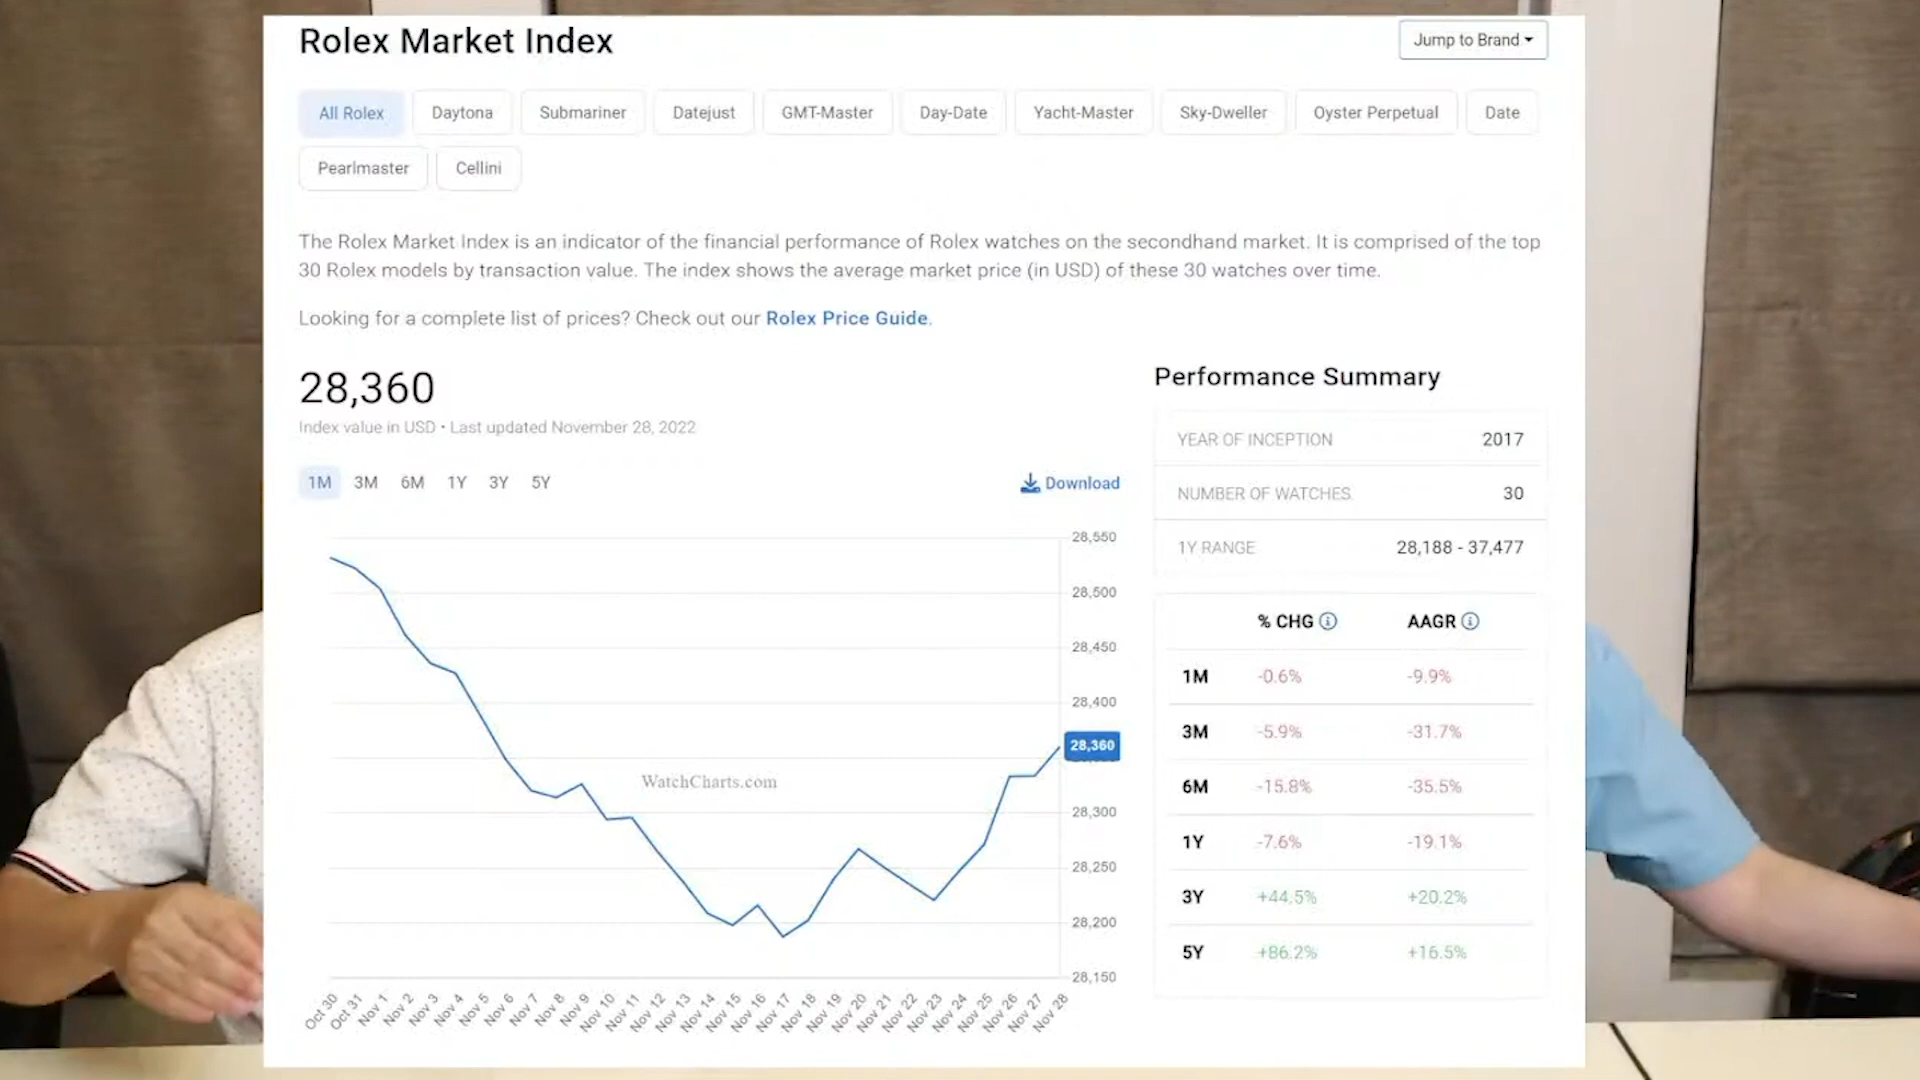 Rolex Market Index
Jump to Brand
All Rolex
Daytona
Submariner
Datejust
GMT-Master
Day-Date
Yacht-Master
Sky-Dweller
Oyster Perpetual
Date
Pearlmaster
Cellini
The Rolex Market Index is an indicator of the financial performance of Rolex watches on the secondhand market. It is comprised of the top
30 Rolex models by transaction value. The index shows the average market price (in USD) of these 30 watches over time.
Looking for a complete list of prices? Check out our Rolex Price Guide.
28,360
Index value in USD • Last updated November 28, 2022
1M 3M 6M 1Y 3Y 5Y
Download
28,550
28,500
28,450
28,400
28,360
28,300
28,250
28,200
28,150
WatchCharts.com
Oct 30
Oct 31
Nov 1
Nov 2
Nov 3
Nov 4
Nov 5
Nov 6
Nov 7
Nov 8
Nov 9
Nov 10
Nov 11
Nov 12
Nov 13
Nov 14
Nov 15
Nov 16
Nov 17
Nov 18
Nov 19
Nov 20
Nov 21
Nov 22
Nov 23
Nov 24
Nov 25
Nov 26
Nov 27
Nov 28
Performance Summary
YEAR OF INCEPTION 2017
NUMBER OF WATCHES 30
1Y RANGE 28,188 - 37,477
% CHG AAGR
1M -0.6% -9.9%
3M -5.9% -31.7%
6M -15.8% -35.5%
1Y -7.6% -19.1%
3Y +44.5% +20.2%
5Y +86.2% +16.5%